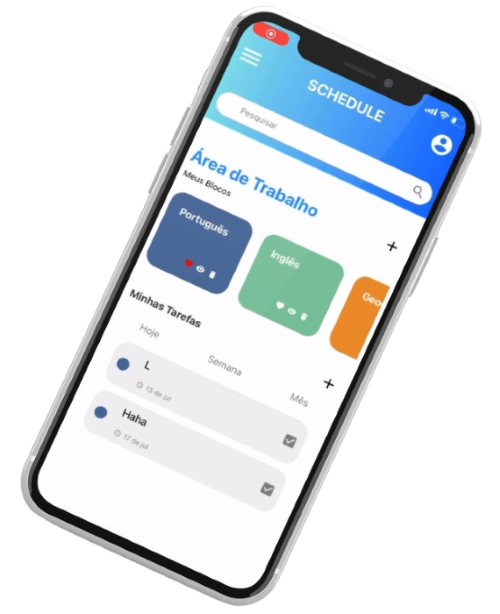 SCHEDULE
Pesquisar
Área de Trabalho
Meus Blocos
Português
Inglês
Geo
Minhas Tarefas
Hoje
Semana
Mês
L
13 de jul
Haha
17 de jul